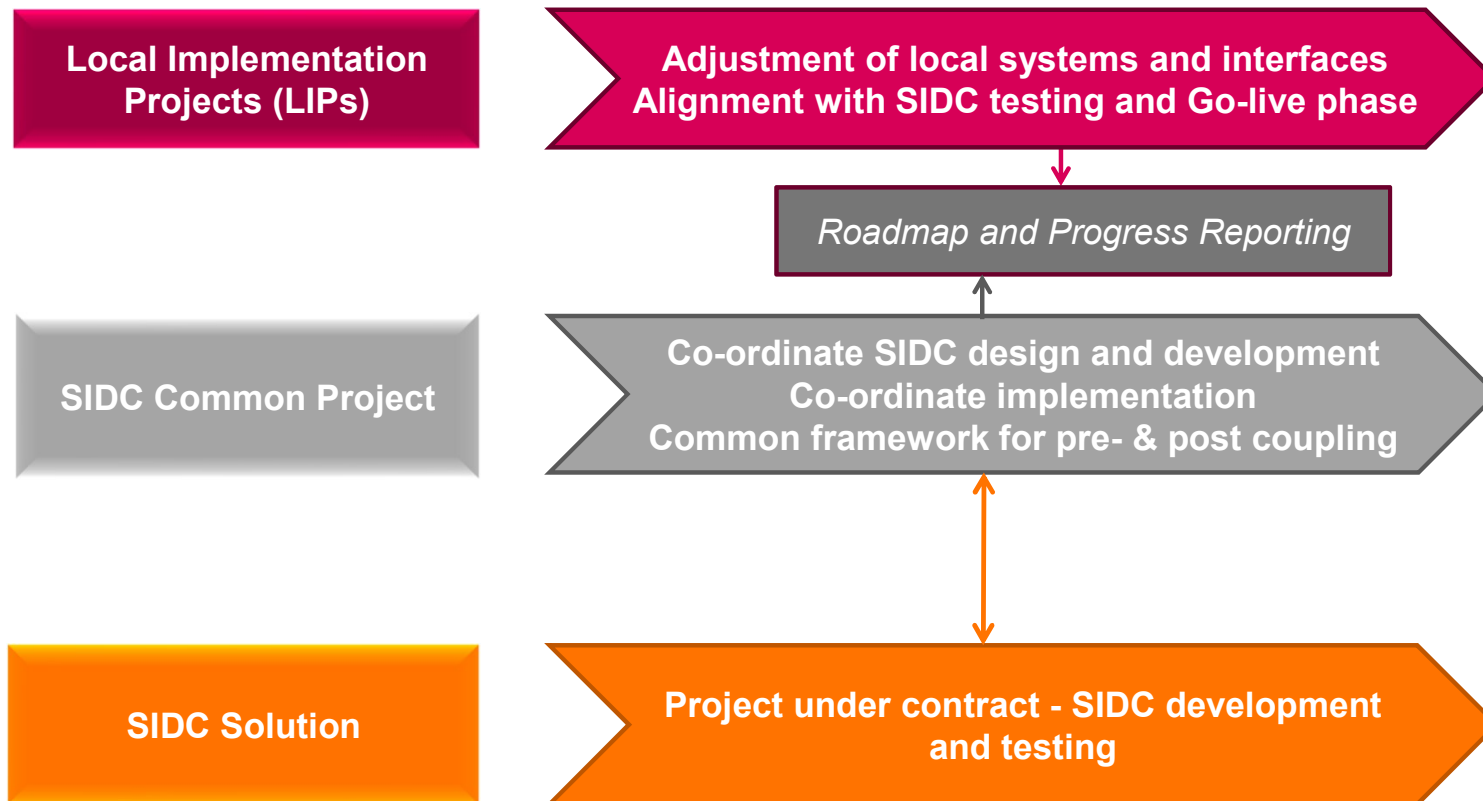 Local Implementation
Projects (LIPs)
Adjustment of local systems and interfaces
Alignment with SIDC testing and Go-live phase
Roadmap and Progress Reporting
SIDC Common Project
Co-ordinate SIDC design and development
Co-ordinate implementation
Common framework for pre- & post coupling
SIDC Solution
Project under contract - SIDC development
and testing